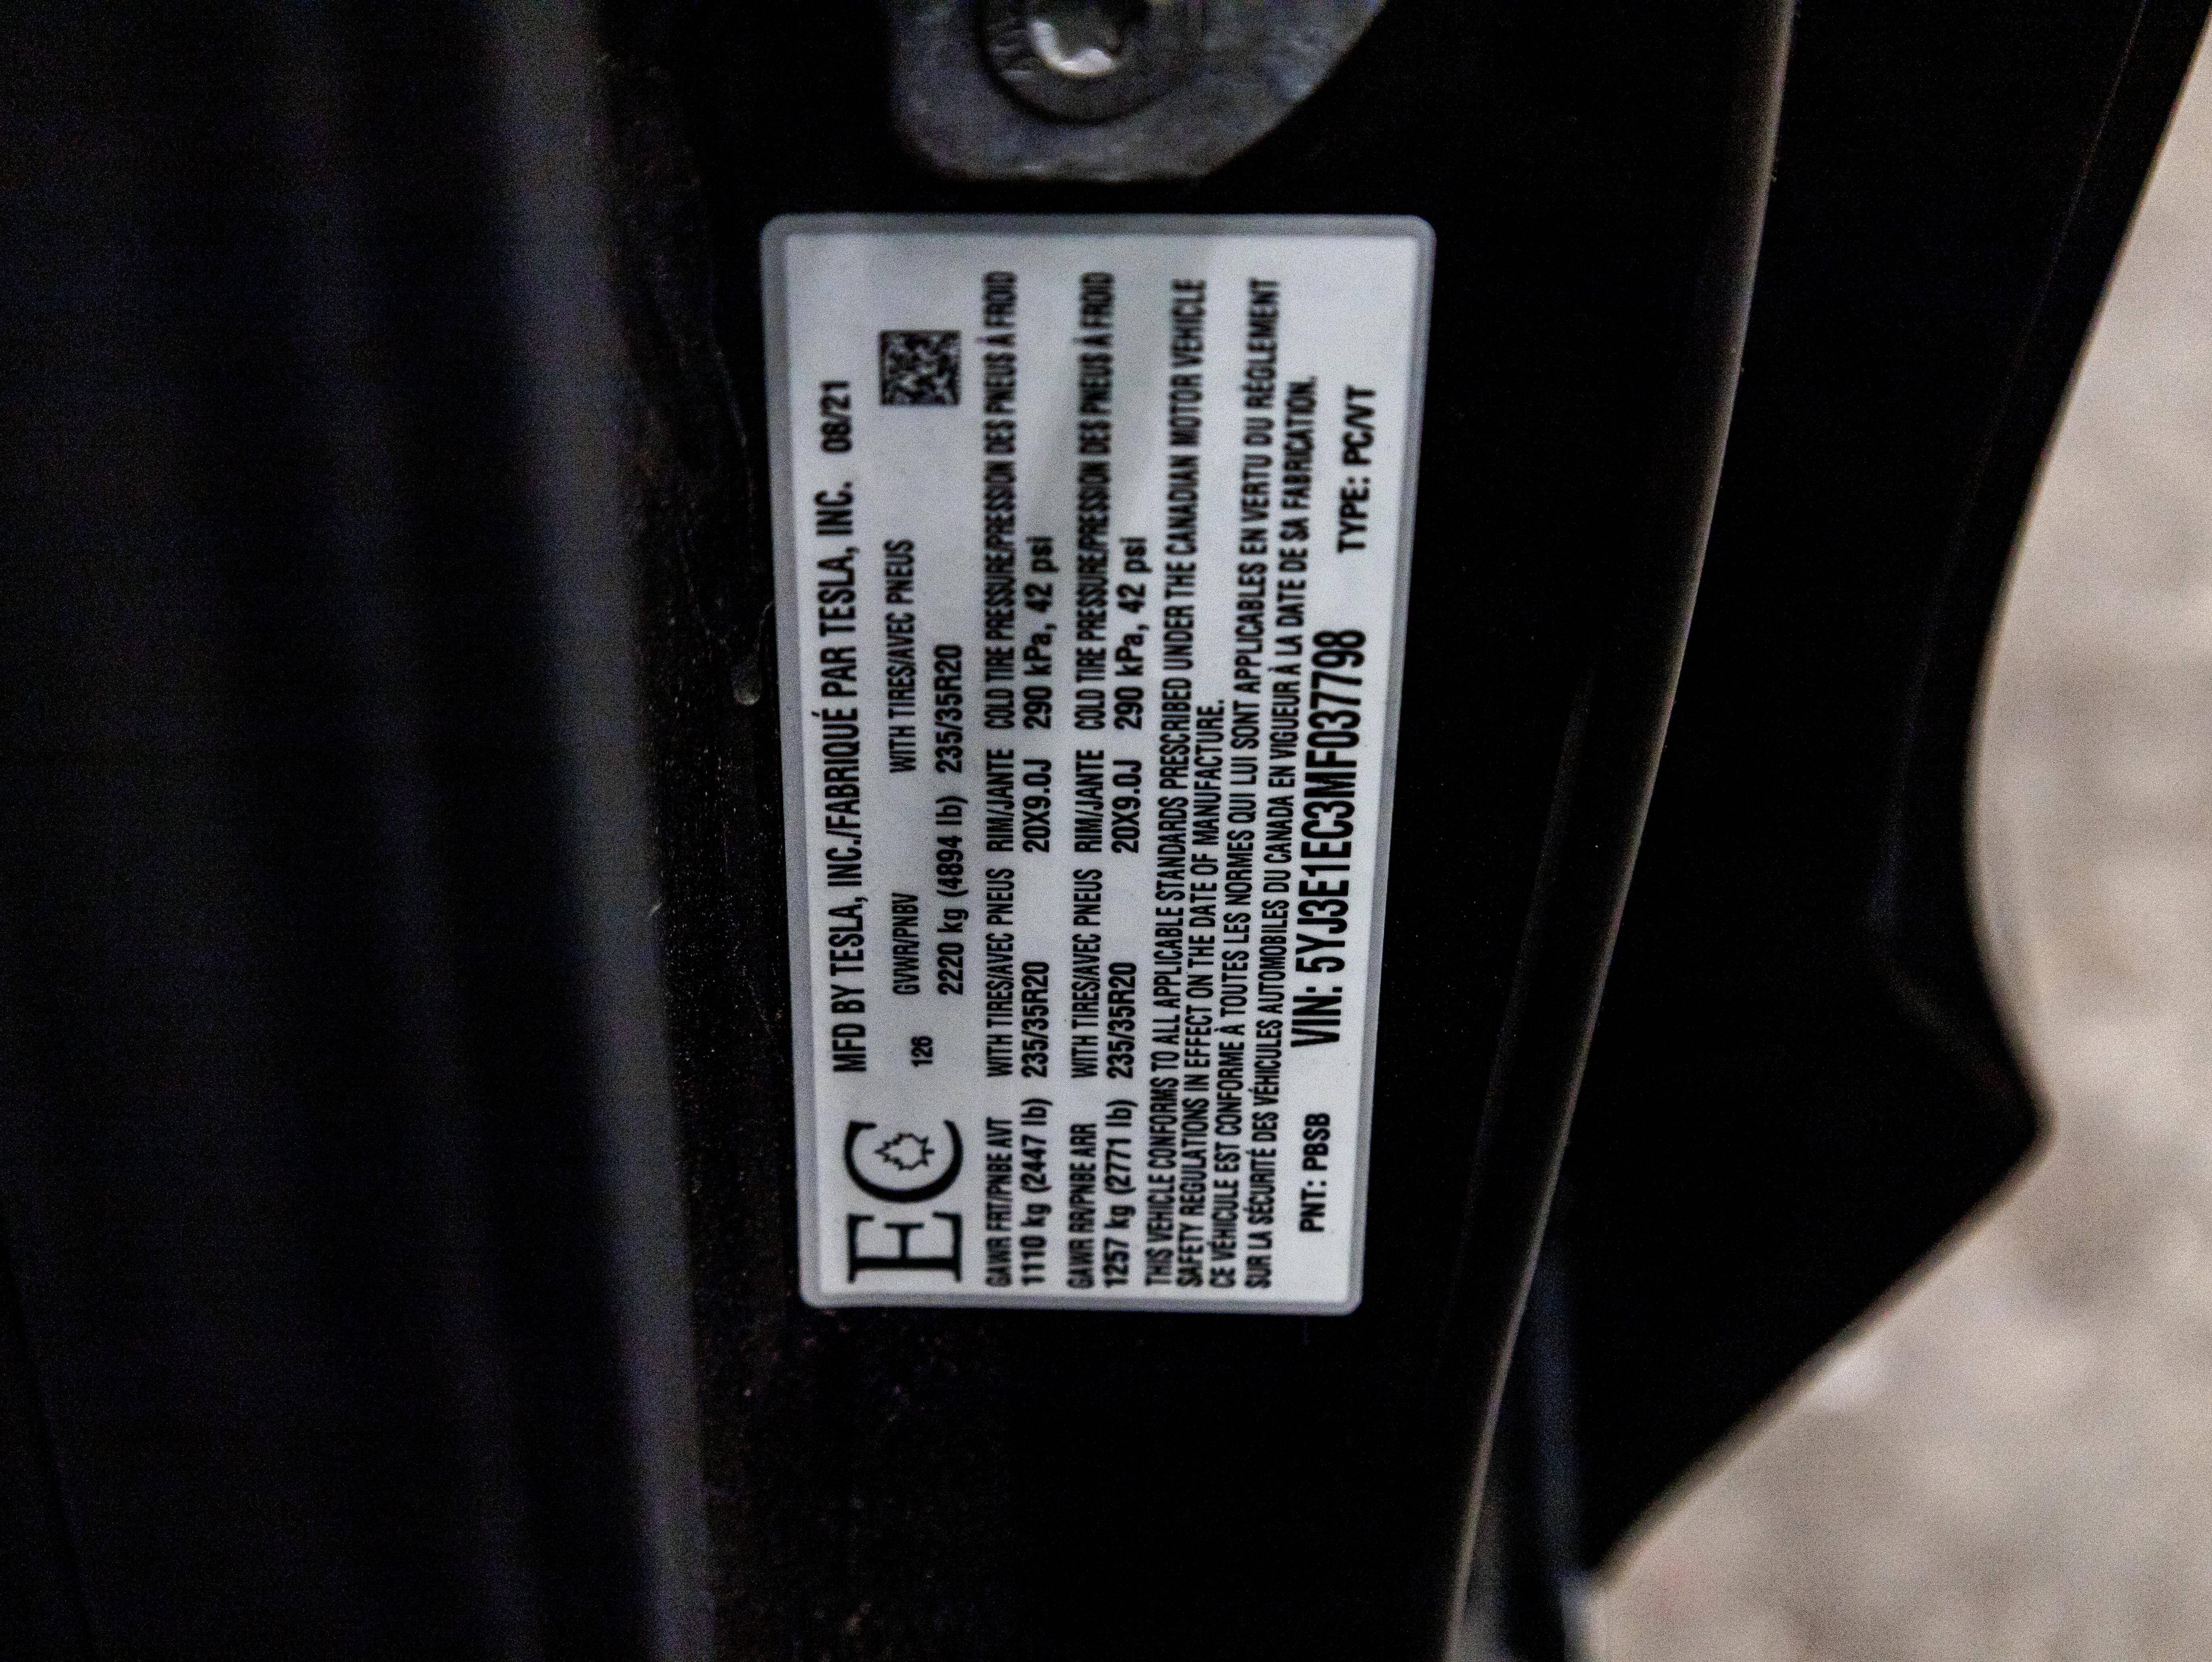 EC
MFD BY TESLA, INC./FABRIQUÉ PAR TESLA, INC. 08/21
126 GVWR/PNBV WITH TIRES/AVEC PNEUS
2220 kg (4894 lb) 235/35R20
GAWR FRT/PNBE AVT WITH TIRES/AVEC PNEUS RIM/JANTE COLD TIRE PRESSURE/PRESSION DES PNEUS À FROID
1110 kg (2447 lb) 235/35R20 20X9.0J 290 kPa, 42 psi
GAWR RR/PNBE ARR WITH TIRES/AVEC PNEUS RIM/JANTE COLD TIRE PRESSURE/PRESSION DES PNEUS À FROID
1257 kg (2771 lb) 235/35R20 20X9.0J 290 kPa, 42 psi
THIS VEHICLE CONFORMS TO ALL APPLICABLE STANDARDS PRESCRIBED UNDER THE CANADIAN MOTOR VEHICLE
SAFETY REGULATIONS IN EFFECT ON THE DATE OF MANUFACTURE.
CE VÉHICULE EST CONFORME À TOUTES LES NORMES QUI LUI SONT APPLICABLES EN VERTU DU RÉGLEMENT
SUR LA SÉCURITÉ DES VÉHICULES AUTOMOBILES DU CANADA EN VIGUEUR À LA DATE DE SA FABRICATION.
PNT: PBSB VIN: 5YJ3E1EC3MF037798 TYPE: PC/VT